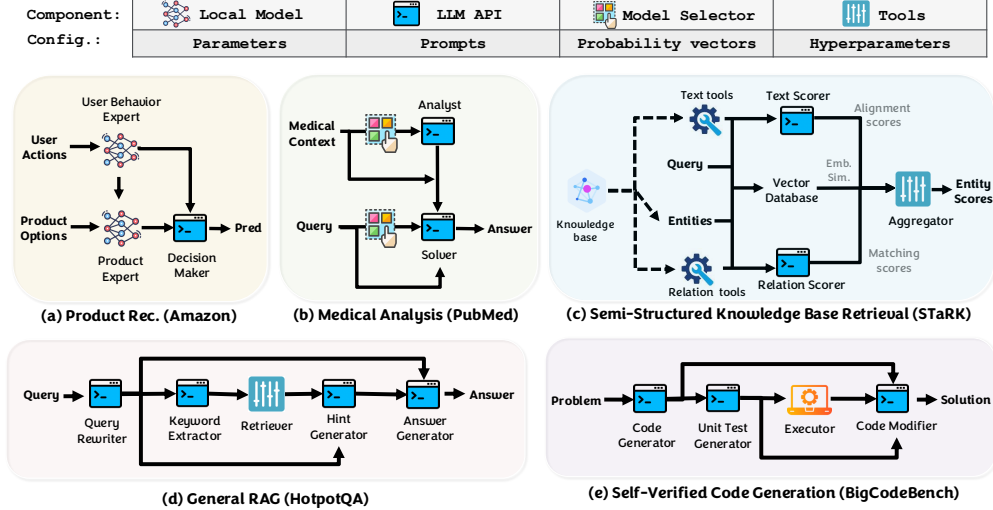 Component: Local Model LLM API Model Selector Tools
Config.: Parameters Prompts Probability vectors Hyperparameters
User Behavior
Expert
User
Actions
Product
Options
Product
Expert
Decision
Maker
Pred
(a) Product Rec. (Amazon)
Medical
Context
Analyst
Query
Solver
Answer
(b) Medical Analysis (PubMed)
Text tools
Text Scorer
Alignment
scores
Query
Knowledge
base
Entities
Vector
Database
Emb.
Sim.
Aggregator
Entity
Scores
Relation tools
Relation Scorer
Matching
scores
(c) Semi-Structured Knowledge Base Retrieval (STaRK)
Query
Query
Rewriter
Keyword
Extractor
Retriever
Hint
Generator
Answer
Generator
Answer
(d) General RAG (HotpotQA)
Problem
Code
Generator
Unit Test
Generator
Executor
Code Modifier
Solution
(e) Self-Verified Code Generation (BigCodeBench)